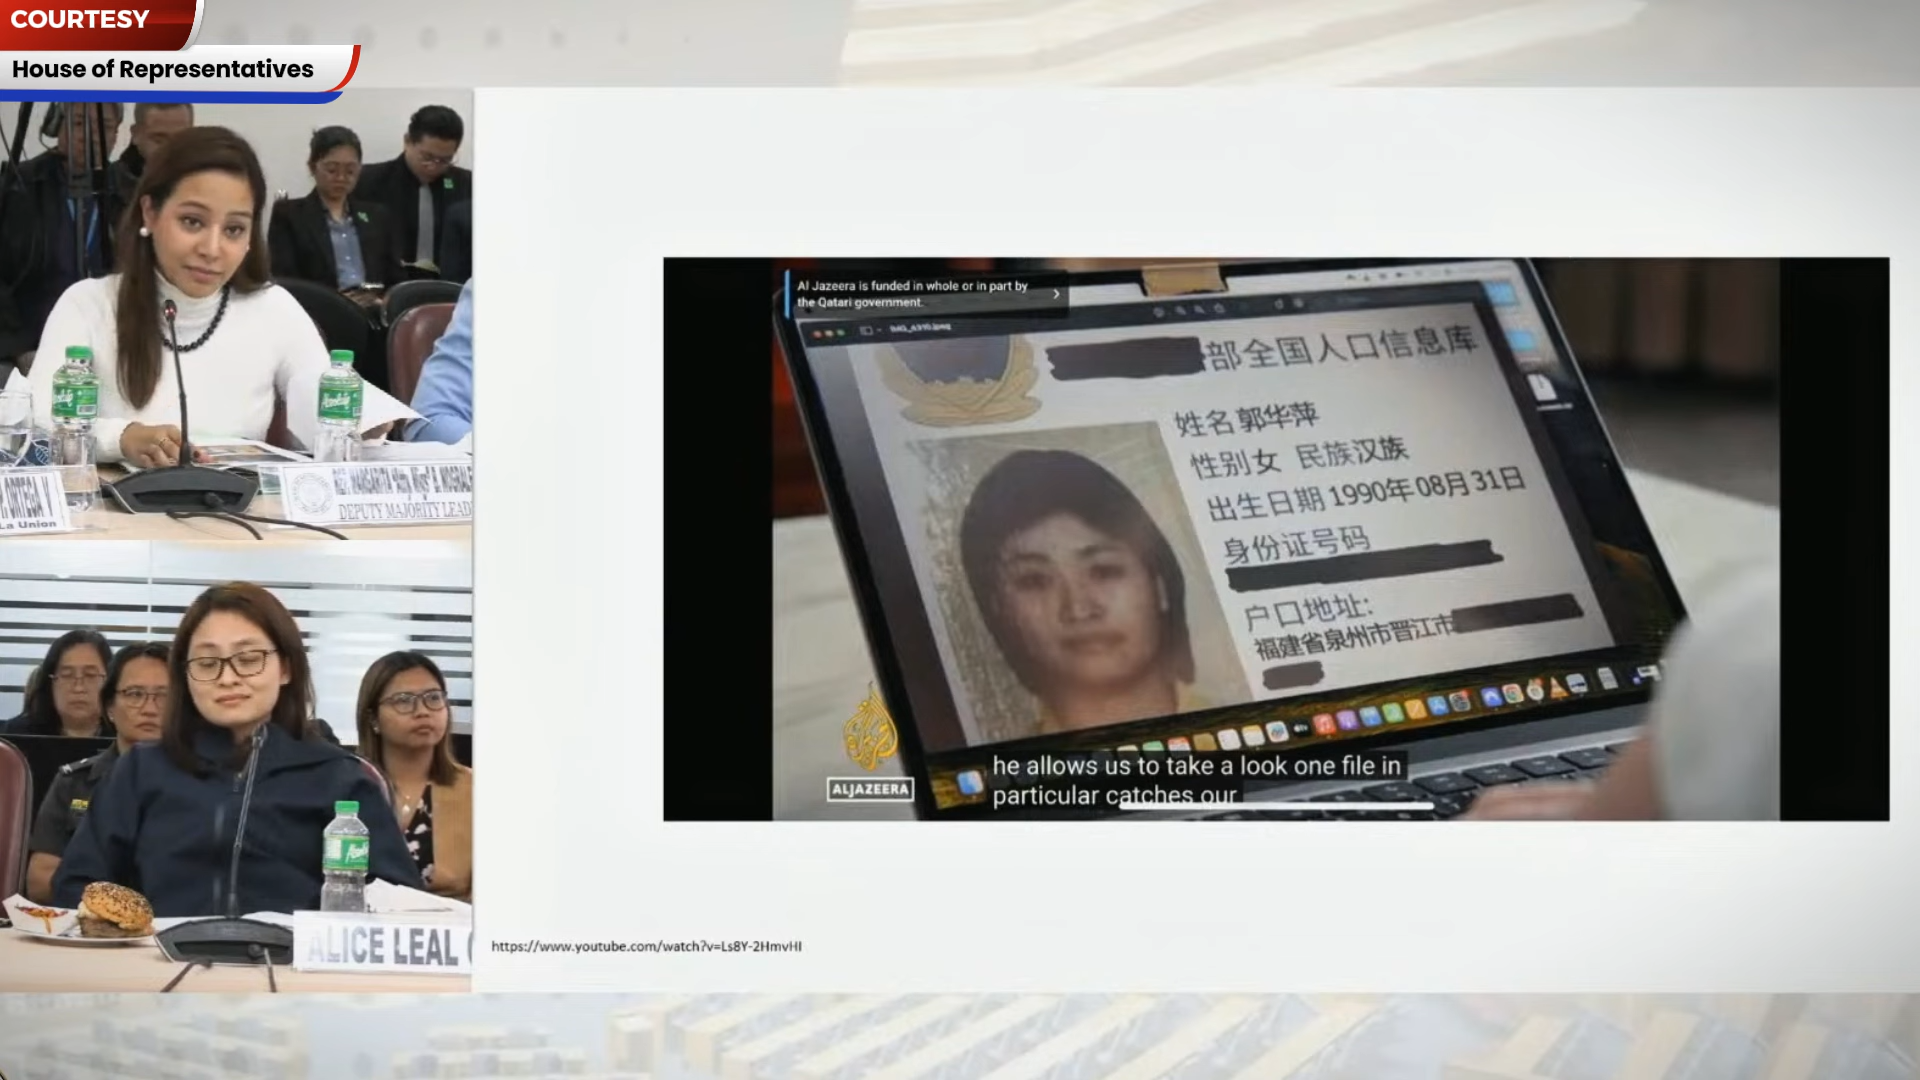 COURTESY
House of Representatives
ORTEGA V
La Union
DEPUTY MAJORITY LEAD
ALICE LEAL
Al Jazeera is funded in whole or in part by
the Qatari government.
部全国人口信息库
姓名郭华萍
性别女 民族汉族
出生日期1990年08月31日
身份证号码
户口地址:
福建省泉州市晋江市
ALJAZEERA
he allows us to take a look one file in
particular catches our
https://www.youtube.com/watch?v=Ls8Y-2HmvHI